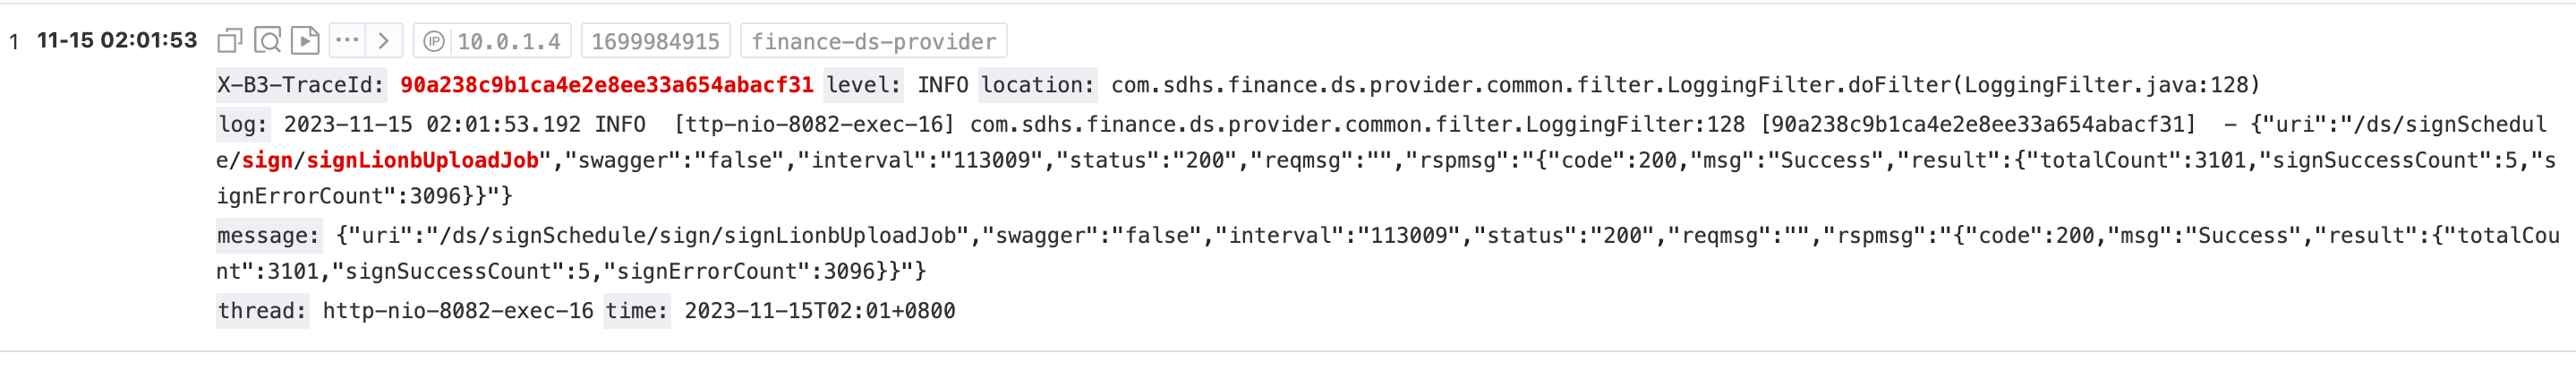 1 11-15 02:01:53 ··· > IP 10.0.1.4 1699984915 finance-ds-provider
X-B3-TraceId: 90a238c9b1ca4e2e8ee33a654abacf31 level: INFO location: com.sdhs.finance.ds.provider.common.filter.LoggingFilter.doFilter(LoggingFilter.java:128)
log: 2023-11-15 02:01:53.192 INFO  [ttp-nio-8082-exec-16] com.sdhs.finance.ds.provider.common.filter.LoggingFilter:128 [90a238c9b1ca4e2e8ee33a654abacf31]  - {"uri":"/ds/signSchedul
e/sign/signLionbUploadJob","swagger":"false","interval":"113009","status":"200","reqmsg":"","rspmsg":"{"code":200,"msg":"Success","result":{"totalCount":3101,"signSuccessCount":5,"s
ignErrorCount":3096}}"}
message: {"uri":"/ds/signSchedule/sign/signLionbUploadJob","swagger":"false","interval":"113009","status":"200","reqmsg":"","rspmsg":"{"code":200,"msg":"Success","result":{"totalCou
nt":3101,"signSuccessCount":5,"signErrorCount":3096}}"}
thread: http-nio-8082-exec-16 time: 2023-11-15T02:01+0800